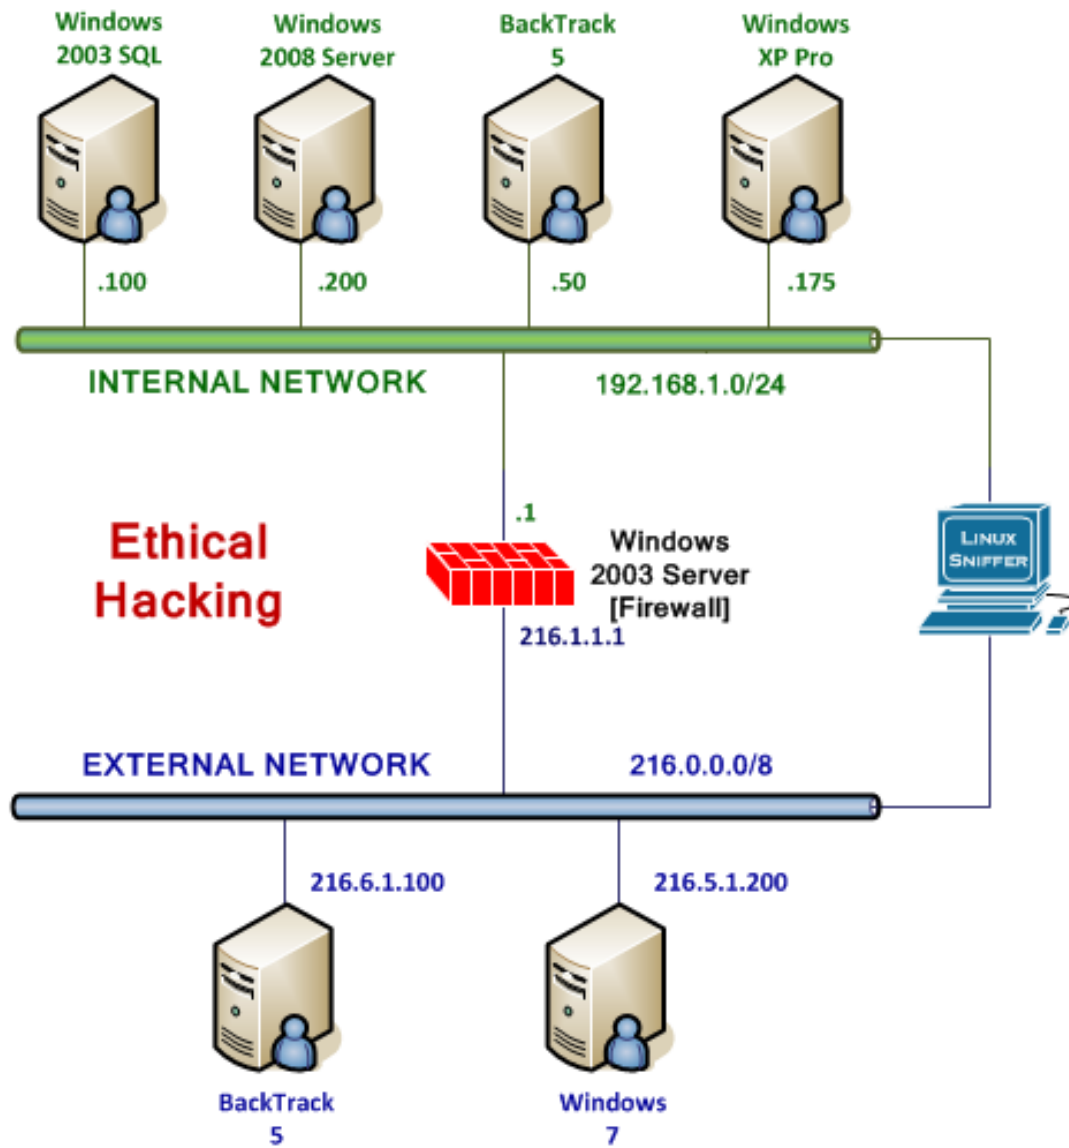 Windows
2003 SQL
Windows
2008 Server
BackTrack
5
Windows
XP Pro
.100
.200
.50
.175
INTERNAL NETWORK
192.168.1.0/24
Ethical
Hacking
.1
Windows
2003 Server
[Firewall]
216.1.1.1
LINUX
SNIFFER
EXTERNAL NETWORK
216.0.0.0/8
216.6.1.100
216.5.1.200
BackTrack
5
Windows
7